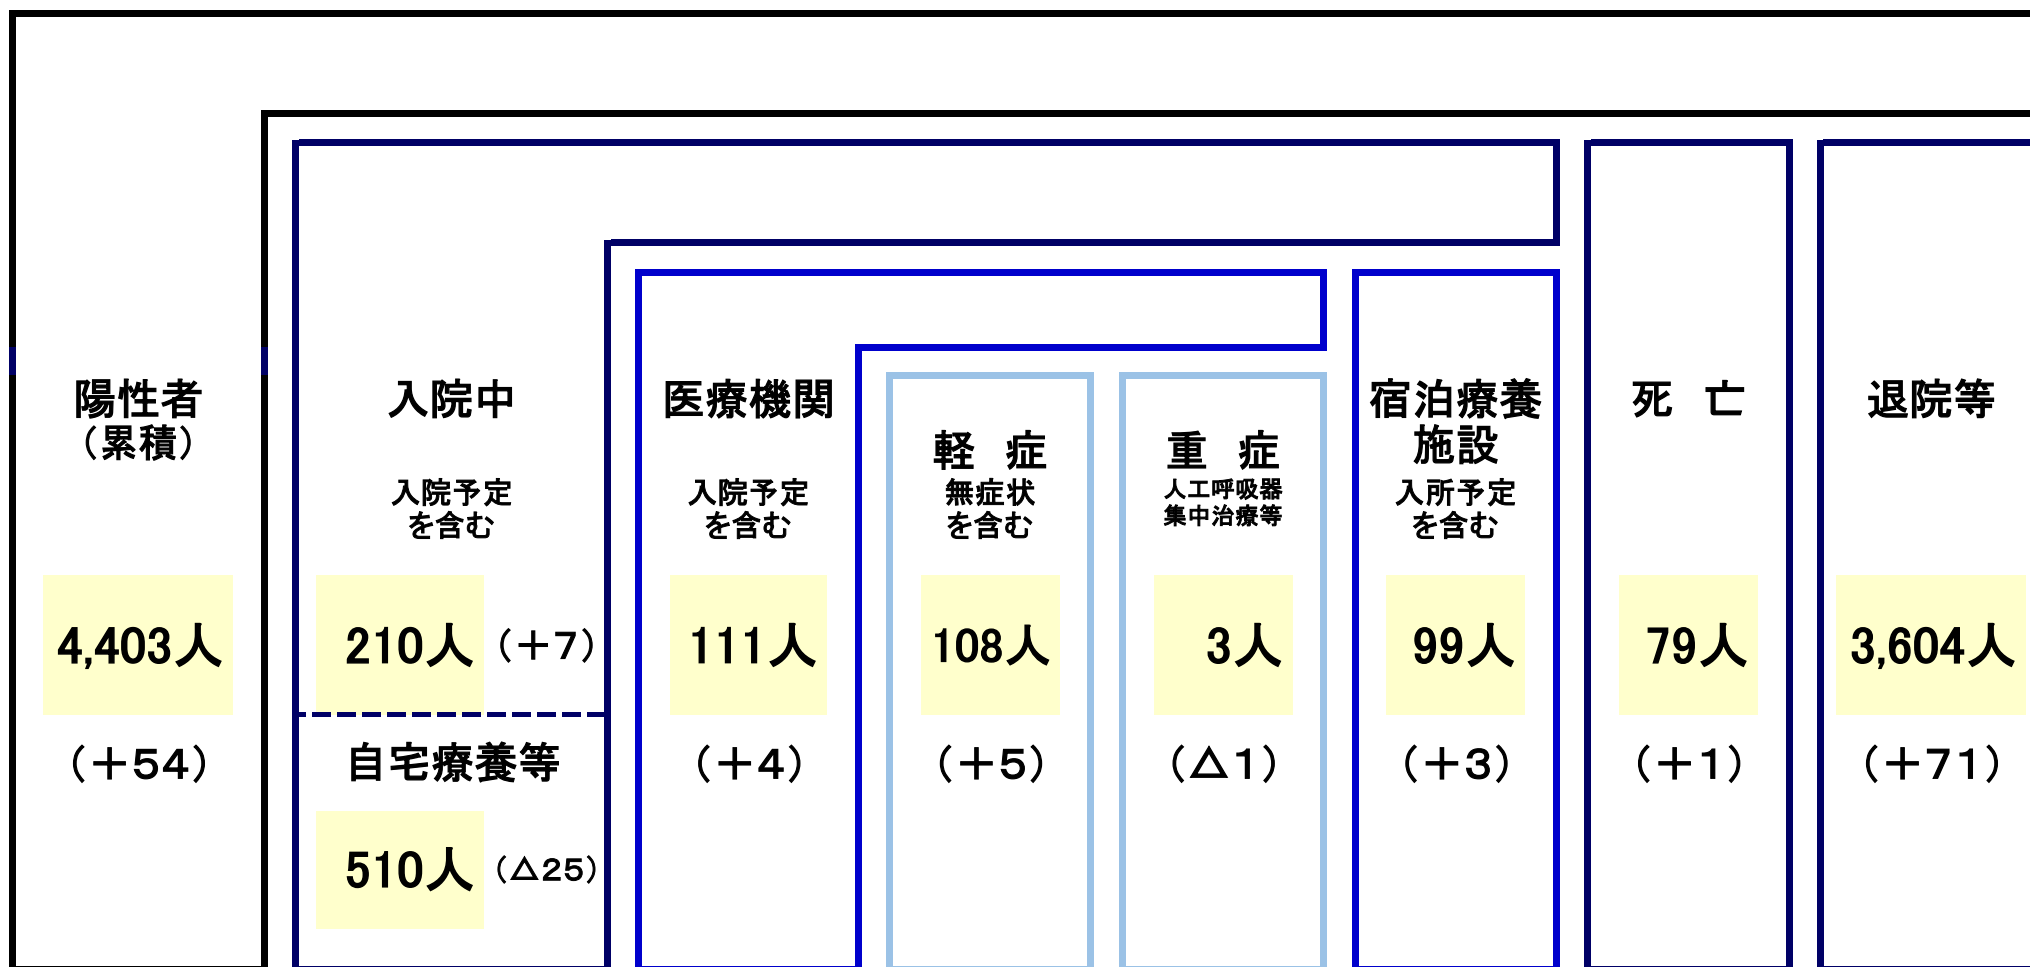 陽性者
（累積）
4,403人
（＋54）
入院中
入院予定
を含む
210人 （＋7）
自宅療養等
510人 （△25）
医療機関
入院予定
を含む
111人
（＋4）
軽　症
無症状
を含む
108人
（＋5）
重　症
人工呼吸器
集中治療等
3人
（△1）
宿泊療養
施設
入所予定
を含む
99人
（＋3）
死　亡
79人
（＋1）
退院等
3,604人
（＋71）